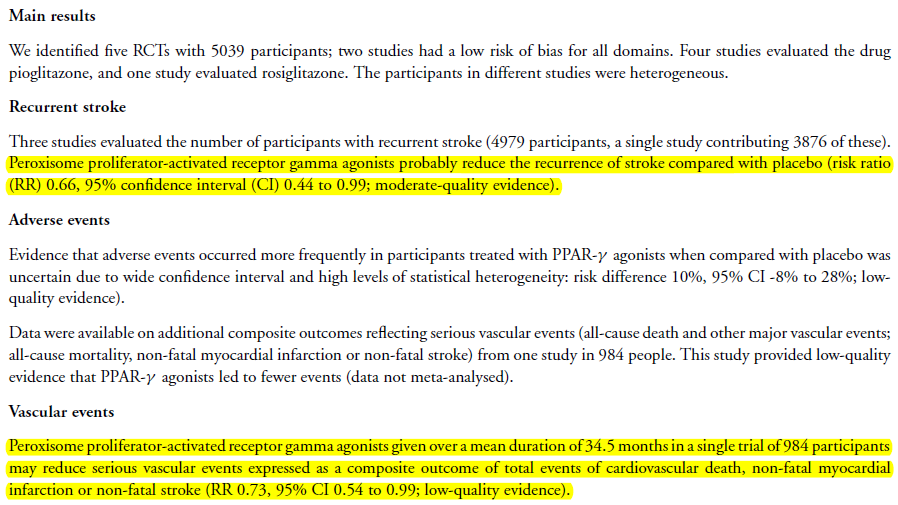 Main results
We identified five RCTs with 5039 participants; two studies had a low risk of bias for all domains. Four studies evaluated the drug
pioglitazone, and one study evaluated rosiglitazone. The participants in different studies were heterogeneous.
Recurrent stroke
Three studies evaluated the number of participants with recurrent stroke (4979 participants, a single study contributing 3876 of these).
Peroxisome proliferator-activated receptor gamma agonists probably reduce the recurrence of stroke compared with placebo (risk ratio
(RR) 0.66, 95% confidence interval (CI) 0.44 to 0.99; moderate-quality evidence).
Adverse events
Evidence that adverse events occurred more frequently in participants treated with PPAR-γ agonists when compared with placebo was
uncertain due to wide confidence interval and high levels of statistical heterogeneity: risk difference 10%, 95% CI -8% to 28%; low-
quality evidence).
Data were available on additional composite outcomes reflecting serious vascular events (all-cause death and other major vascular events;
all-cause mortality, non-fatal myocardial infarction or non-fatal stroke) from one study in 984 people. This study provided low-quality
evidence that PPAR-γ agonists led to fewer events (data not meta-analysed).
Vascular events
Peroxisome proliferator-activated receptor gamma agonists given over a mean duration of 34.5 months in a single trial of 984 participants
may reduce serious vascular events expressed as a composite outcome of total events of cardiovascular death, non-fatal myocardial
infarction or non-fatal stroke (RR 0.73, 95% CI 0.54 to 0.99; low-quality evidence).